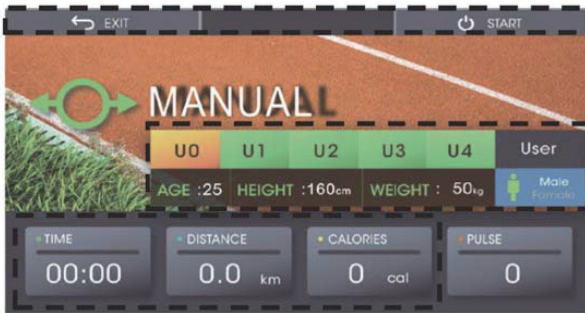 EXIT START
MANUAL
U0 U1 U2 U3 U4 User
AGE :25 HEIGHT :160cm WEIGHT : 50kg Male
Female
TIME DISTANCE CALORIES PULSE
00:00 0.0 km 0 cal 0